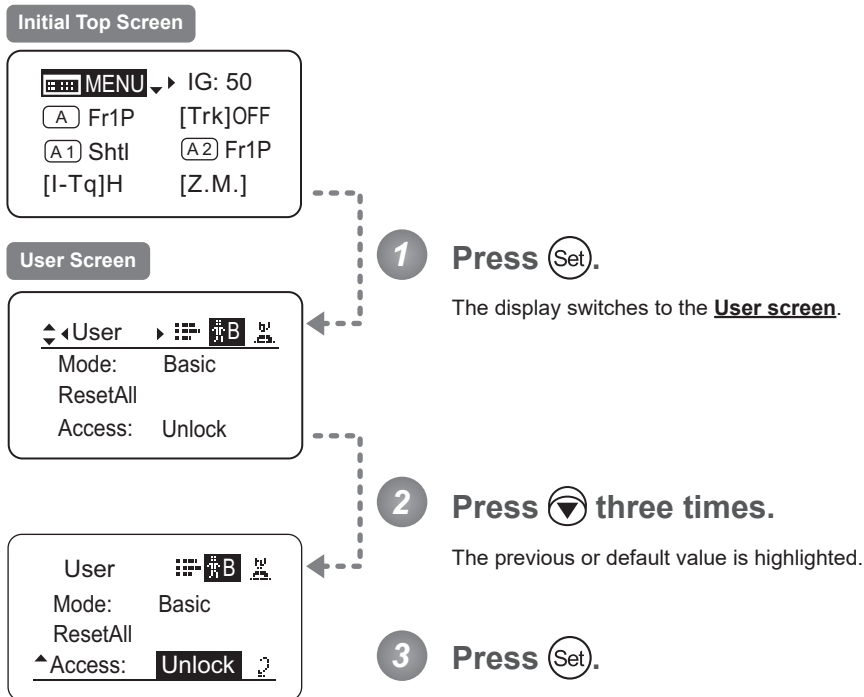 Initial Top Screen
MENU IG: 50
A Fr1P [Trk]OFF
A1 Shtl A2 Fr1P
[I-Tq]H [Z.M.]
1 Press Set.
The display switches to the User screen.
User Screen
User B
Mode: Basic
ResetAll
Access: Unlock
2 Press three times.
The previous or default value is highlighted.
User B
Mode: Basic
ResetAll
Access: Unlock
3 Press Set.